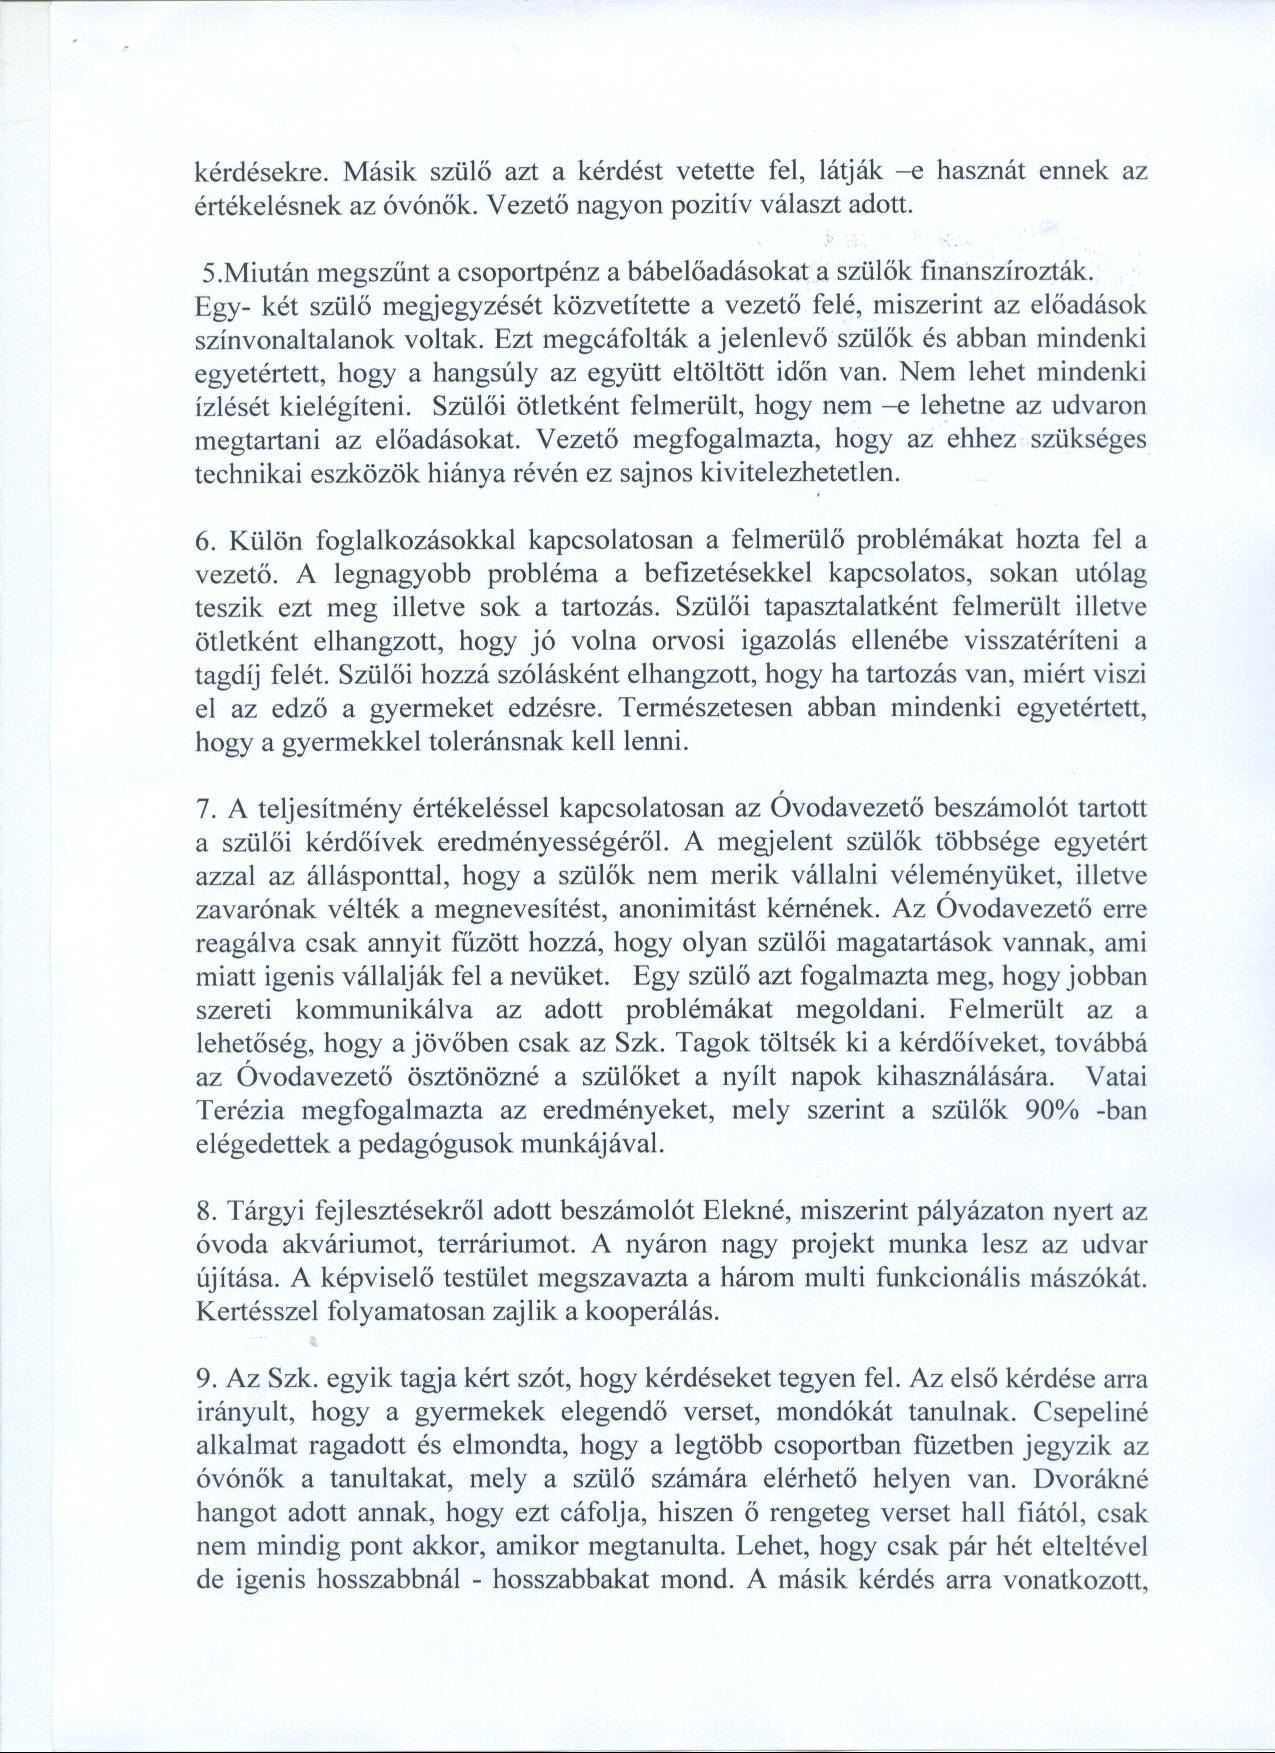 kérdésekre. Másik szülő azt a kérdést vetette fel, látják –e hasznát ennek az
értékelésnek az óvónők. Vezető nagyon pozitív választ adott.
5.Miután megszűnt a csoportpénz a bábelőadásokat a szülők finanszírozták.
Egy- két szülő megjegyzését közvetítette a vezető felé, miszerint az előadások
színvonaltalanok voltak. Ezt megcáfolták a jelenlevő szülők és abban mindenki
egyetértett, hogy a hangsúly az együtt eltöltött időn van. Nem lehet mindenki
ízlését kielégíteni. Szülői ötletként felmerült, hogy nem –e lehetne az udvaron
megtartani az előadásokat. Vezető megfogalmazta, hogy az ehhez szükséges
technikai eszközök hiánya révén ez sajnos kivitelezhetetlen.
6. Külön foglalkozásokkal kapcsolatosan a felmerülő problémákat hozta fel a
vezető. A legnagyobb probléma a befizetésekkel kapcsolatos, sokan utólag
teszik ezt meg illetve sok a tartozás. Szülői tapasztalatként felmerült illetve
ötletként elhangzott, hogy jó volna orvosi igazolás ellenébe visszatéríteni a
tagdíj felét. Szülői hozzá szólásként elhangzott, hogy ha tartozás van, miért viszi
el az edző a gyermeket edzésre. Természetesen abban mindenki egyetértett,
hogy a gyermekkel toleránsnak kell lenni.
7. A teljesítmény értékeléssel kapcsolatosan az Óvodavezető beszámolót tartott
a szülői kérdőívek eredményességéről. A megjelent szülők többsége egyetért
azzal az állásponttal, hogy a szülők nem merik vállalni véleményüket, illetve
zavarónak vélték a megnevesítést, anonimitást kérnének. Az Óvodavezető erre
reagálva csak annyit fűzött hozzá, hogy olyan szülői magatartások vannak, ami
miatt igenis vállalják fel a nevüket. Egy szülő azt fogalmazta meg, hogy jobban
szereti kommunikálva az adott problémákat megoldani. Felmerült az a
lehetőség, hogy a jövőben csak az Szk. Tagok töltsék ki a kérdőíveket, továbbá
az Óvodavezető ösztönözné a szülőket a nyílt napok kihasználására. Vatai
Terézia megfogalmazta az eredményeket, mely szerint a szülők 90% -ban
elégedettek a pedagógusok munkájával.
8. Tárgyi fejlesztésekről adott beszámolót Elekné, miszerint pályázaton nyert az
óvoda akváriumot, terráriumot. A nyáron nagy projekt munka lesz az udvar
újítása. A képviselő testület megszavazta a három multi funkcionális mászókát.
Kertésszel folyamatosan zajlik a kooperálás.
9. Az Szk. egyik tagja kért szót, hogy kérdéseket tegyen fel. Az első kérdése arra
irányult, hogy a gyermekek elegendő verset, mondókát tanulnak. Csepeliné
alkalmat ragadott és elmondta, hogy a legtöbb csoportban füzetben jegyzik az
óvónők a tanultakat, mely a szülő számára elérhető helyen van. Dvorákné
hangot adott annak, hogy ezt cáfolja, hiszen ő rengeteg verset hall fiától, csak
nem mindig pont akkor, amikor megtanulta. Lehet, hogy csak pár hét elteltével
de igenis hosszabbnál - hosszabbakat mond. A másik kérdés arra vonatkozott,